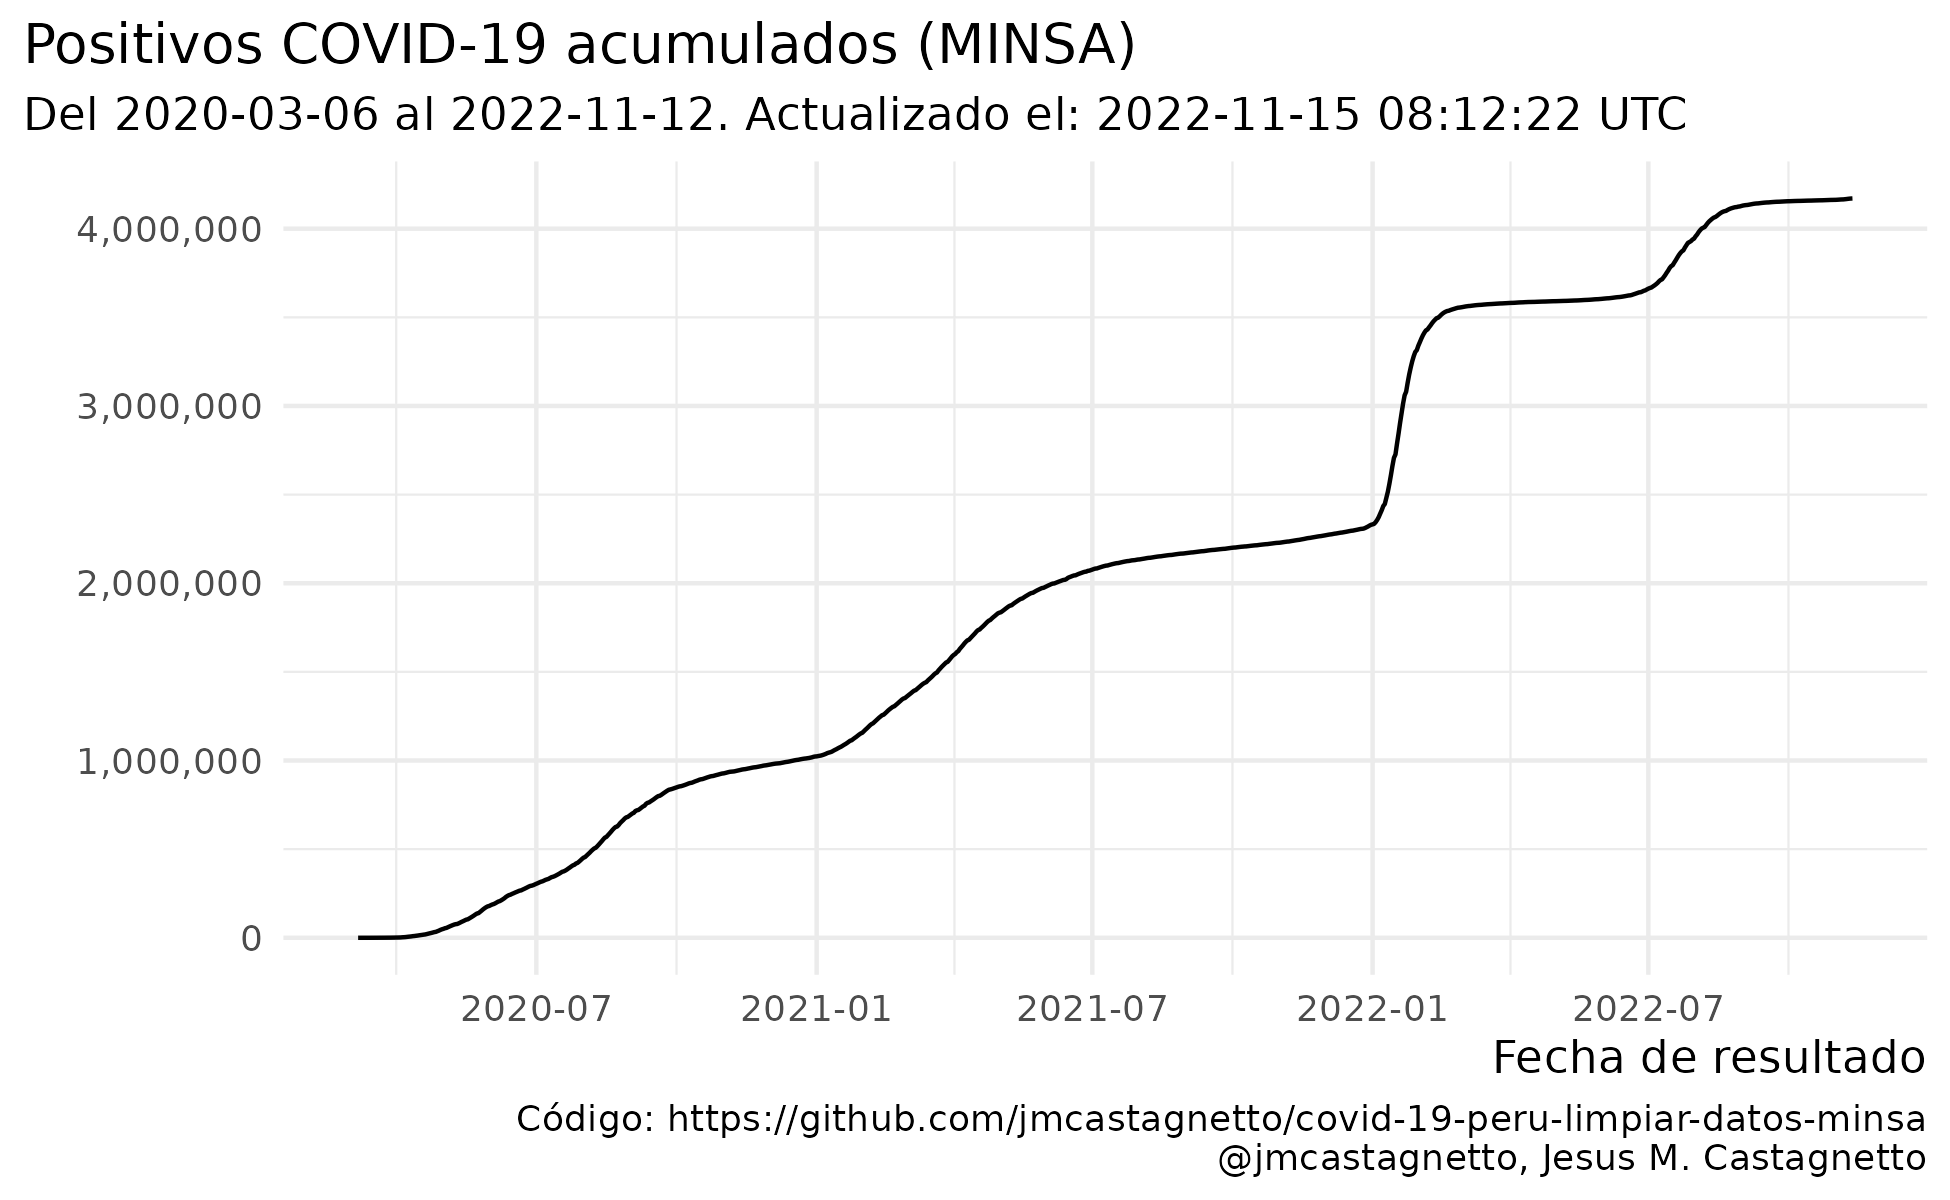 Positivos COVID-19 acumulados (MINSA)
Del 2020-03-06 al 2022-11-12. Actualizado el: 2022-11-15 08:12:22 UTC
4,000,000
3,000,000
2,000,000
1,000,000
0
2020-07 2021-01 2021-07 2022-01 2022-07
Fecha de resultado
Código: https://github.com/jmcastagnetto/covid-19-peru-limpiar-datos-minsa
@jmcastagnetto, Jesus M. Castagnetto